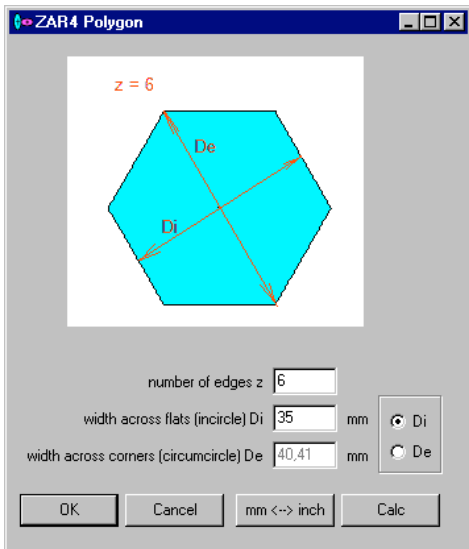 ZAR4 Polygon
z = 6
De
Di
number of edges z 6
width across flats (incircle) Di 35 mm Di
width across corners (circumcircle) De 40,41 mm De
OK Cancel mm <--> inch Calc